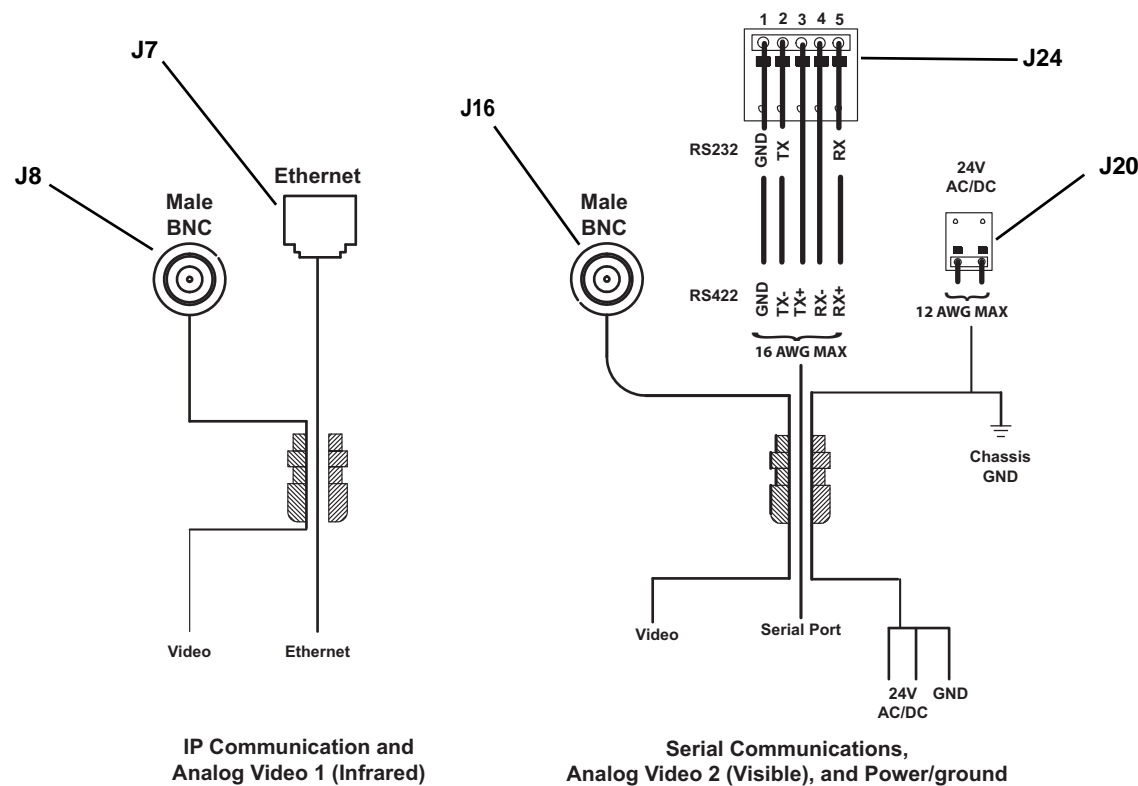 J7
J8
Male
BNC
Ethernet
Video
Ethernet
IP Communication and
Analog Video 1 (Infrared)
J16
Male
BNC
1 2 3 4 5
J24
RS232
GND
TX
RX
RS422
GND
TX-
TX+
RX-
RX+
16 AWG MAX
24V
AC/DC
J20
12 AWG MAX
Chassis
GND
Video
Serial Port
24V
AC/DC
GND
Serial Communications,
Analog Video 2 (Visible), and Power/ground